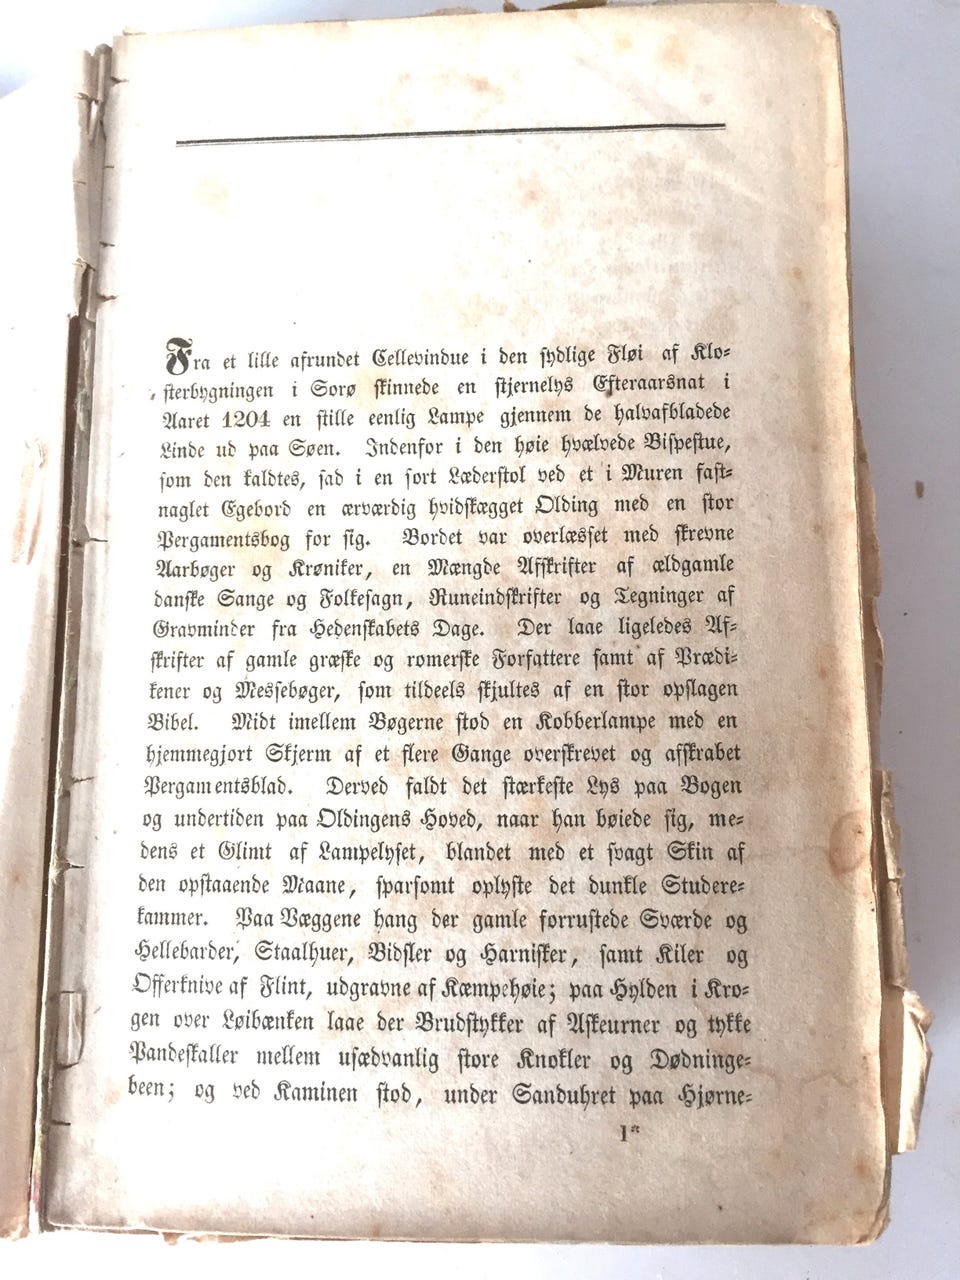 Fra et lille afrundet Cellevindue i den sydlige Fløi af Klo-
sterbygningen i Sorø skinnede en stjernelys Efteraarsnat i
Aaret 1204 en stille eenlig Lampe gjennem de halvafbladede
Linde ud paa Søen. Indenfor i den høie hvælvede Bispestue,
som den kaldtes, sad i en sort Læderstol ved et i Muren fast-
naglet Egebord en ærværdig hvidskægget Olding med en stor
Pergamentsbog for sig. Bordet var overlæsset med skrevne
Aarbøger og Krøniker, en Mængde Afskrifter af ældgamle
danske Sange og Folkesagn, Runeindskrifter og Tegninger af
Gravminder fra Hedenskabets Dage. Der laae ligeledes Af-
skrifter af gamle græske og romerske Forfattere samt af Prædi-
kener og Messebøger, som tildeels skjultes af en stor opslagen
Bibel. Midt imellem Bøgerne stod en Kobberlampe med en
hjemmegjort Skjerm af et flere Gange overskrevet og afskrabet
Pergamentsblad. Derved faldt det stærkeste Lys paa Bogen
og undertiden paa Oldingens Hoved, naar han bøiede sig, me-
dens et Glimt af Lampelyset, blandet med et svagt Skin af
den opstaaende Maane, sparsomt oplyste det dunkle Studere-
kammer. Paa Væggene hang der gamle forrustede Sværde og
Hellebarder, Staalhuer, Bidsler og Harnisker, samt Kiler og
Offerknive af Flint, udgravne af Kæmpehøie; paa Hylden i Kro-
gen over Løibænken laae der Brudstykker af Askeurner og tykke
Pandeskaller mellem usædvanlig store Knokler og Dødninge-
been; og ved Kaminen stod, under Sanduhret paa Hjørne-
1*